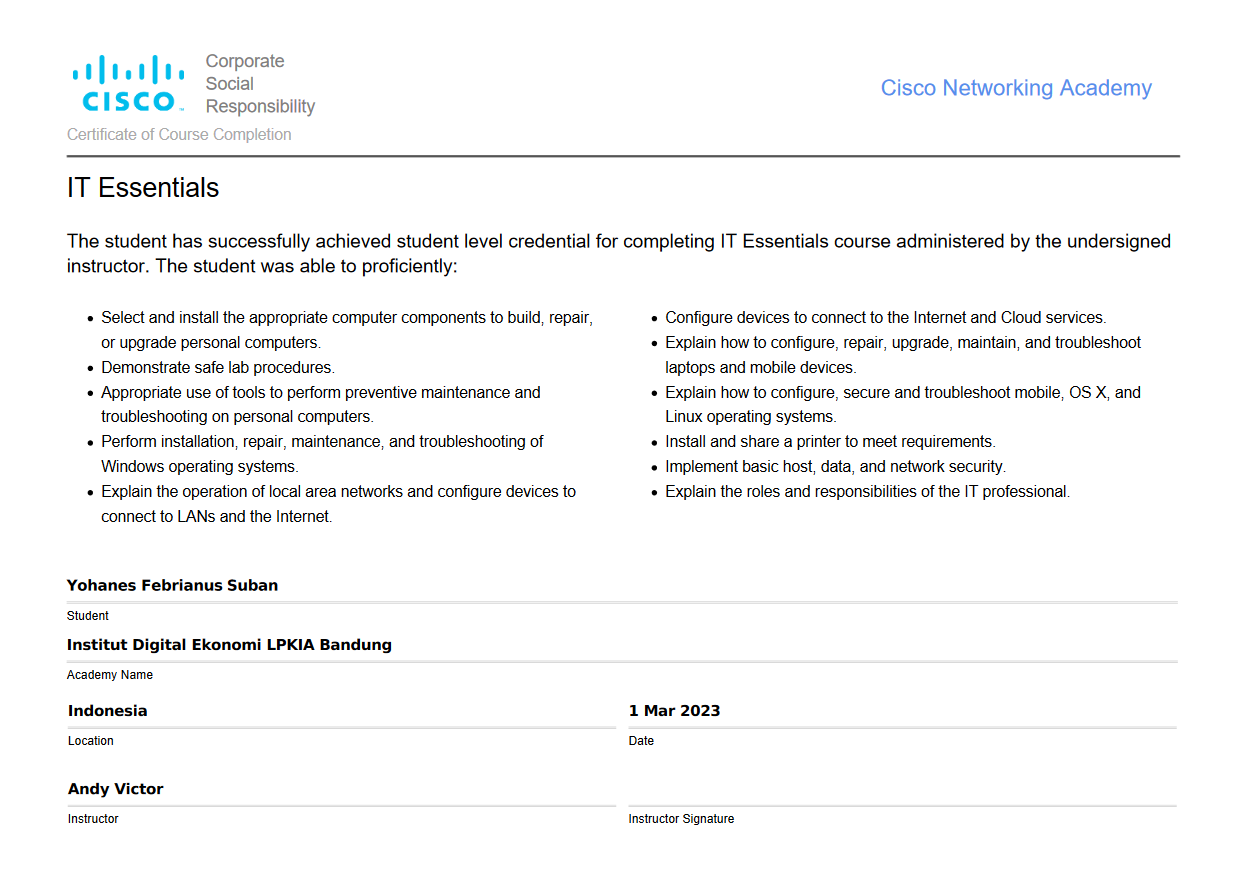 CISCO
Corporate
Social
Responsibility
Cisco Networking Academy
Certificate of Course Completion
IT Essentials
The student has successfully achieved student level credential for completing IT Essentials course administered by the undersigned
instructor. The student was able to proficiently:
• Select and install the appropriate computer components to build, repair,
or upgrade personal computers.
• Demonstrate safe lab procedures.
• Appropriate use of tools to perform preventive maintenance and
troubleshooting on personal computers.
• Perform installation, repair, maintenance, and troubleshooting of
Windows operating systems.
• Explain the operation of local area networks and configure devices to
connect to LANs and the Internet.
• Configure devices to connect to the Internet and Cloud services.
• Explain how to configure, repair, upgrade, maintain, and troubleshoot
laptops and mobile devices.
• Explain how to configure, secure and troubleshoot mobile, OS X, and
Linux operating systems.
• Install and share a printer to meet requirements.
• Implement basic host, data, and network security.
• Explain the roles and responsibilities of the IT professional.
Yohanes Febrianus Suban
Student
Institut Digital Ekonomi LPKIA Bandung
Academy Name
Indonesia
Location
1 Mar 2023
Date
Andy Victor
Instructor
Instructor Signature